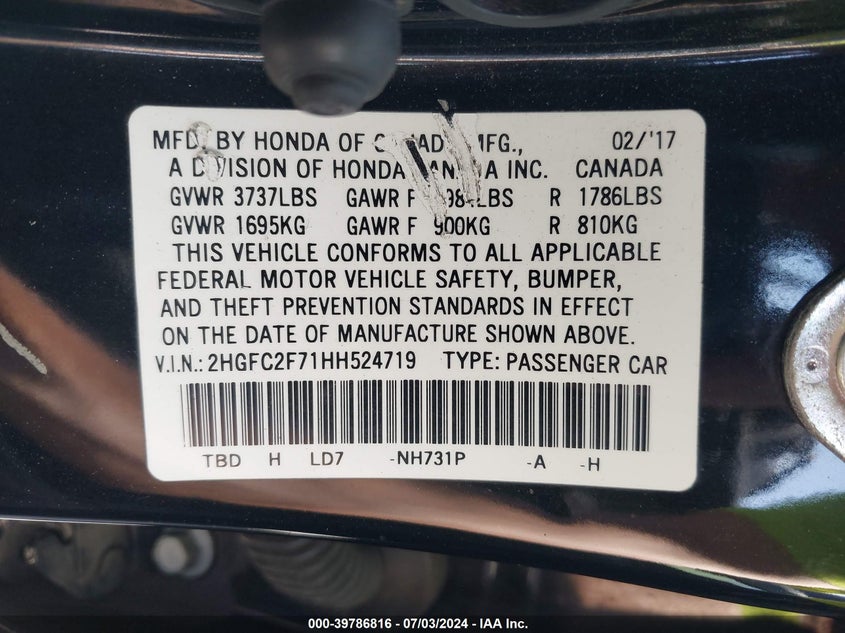 MFD. BY HONDA OF MFG., 02/'17
A DIVISION OF HONDA CANADA INC. CANADA
GVWR 3737LBS GAWR F R 1786LBS
GVWR 1695KG GAWR F 900KG R 810KG
THIS VEHICLE CONFORMS TO ALL APPLICABLE
FEDERAL MOTOR VEHICLE SAFETY, BUMPER,
AND THEFT PREVENTION STANDARDS IN EFFECT
ON THE DATE OF MANUFACTURE SHOWN ABOVE.
V.I.N.: 2HGFC2F71HH524719 TYPE: PASSENGER CAR
TBD H LD7 -NH731P -A -H
000-39786816 - 07/03/2024 - IAA Inc.